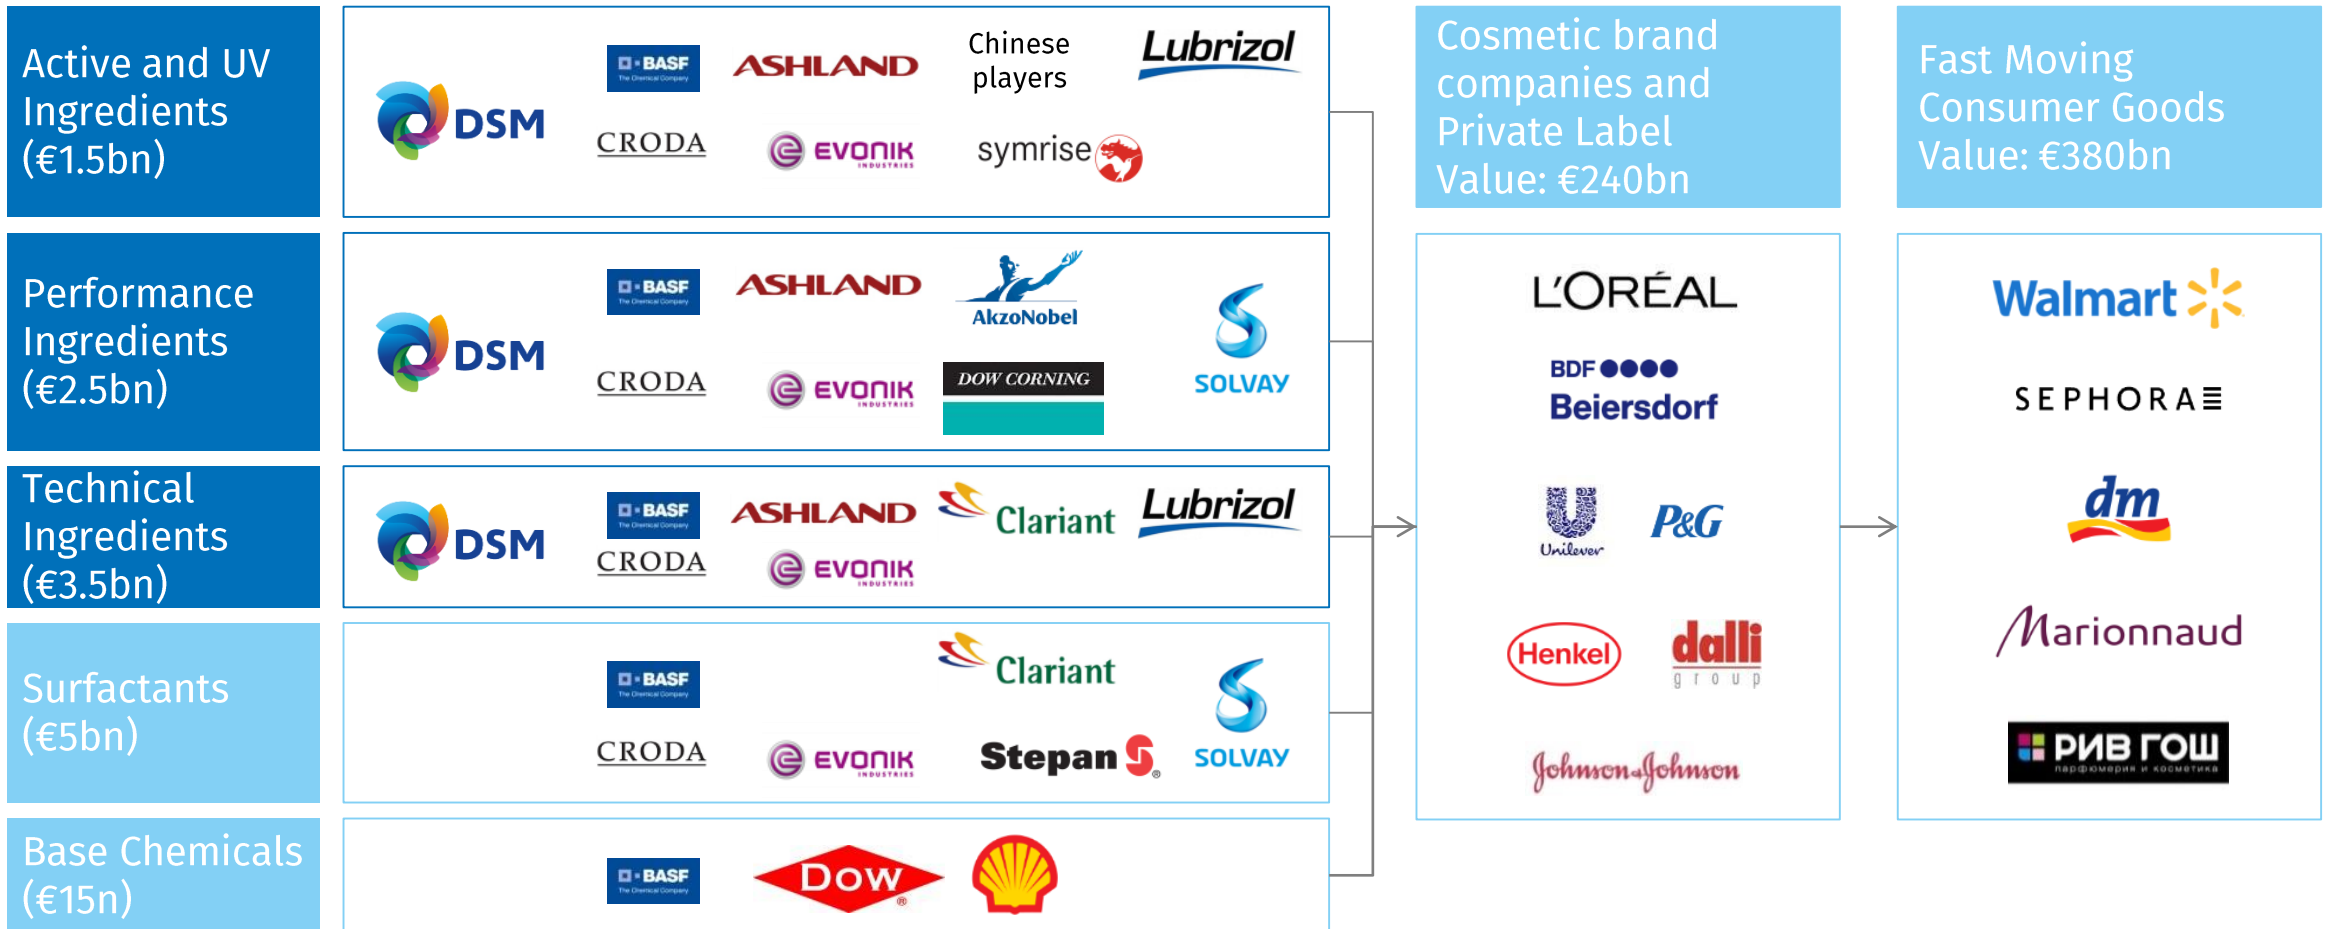 Active and UV
Ingredients
(€1.5bn)
DSM
BASF
The Chemical Company
ASHLAND
Chinese
players
Lubrizol
CRODA
EVONIK
INDUSTRIES
symrise
Cosmetic brand
companies and
Private Label
Value: €240bn
Fast Moving
Consumer Goods
Value: €380bn
Performance
Ingredients
(€2.5bn)
DSM
BASF
The Chemical Company
ASHLAND
AkzoNobel
SOLVAY
CRODA
EVONIK
INDUSTRIES
DOW CORNING
Technical
Ingredients
(€3.5bn)
DSM
BASF
The Chemical Company
ASHLAND
Clariant
Lubrizol
CRODA
EVONIK
INDUSTRIES
Surfactants
(€5bn)
BASF
The Chemical Company
Clariant
SOLVAY
CRODA
EVONIK
INDUSTRIES
Stepan
®
Base Chemicals
(€15n)
BASF
The Chemical Company
Dow
®
L'ORÉAL
BDF
Beiersdorf
Unilever
P&G
Henkel
dalli
group
Johnson&Johnson
Walmart
SEPHORA
dm
Marionnaud
РИВ ГОШ
парфюмерия и косметика